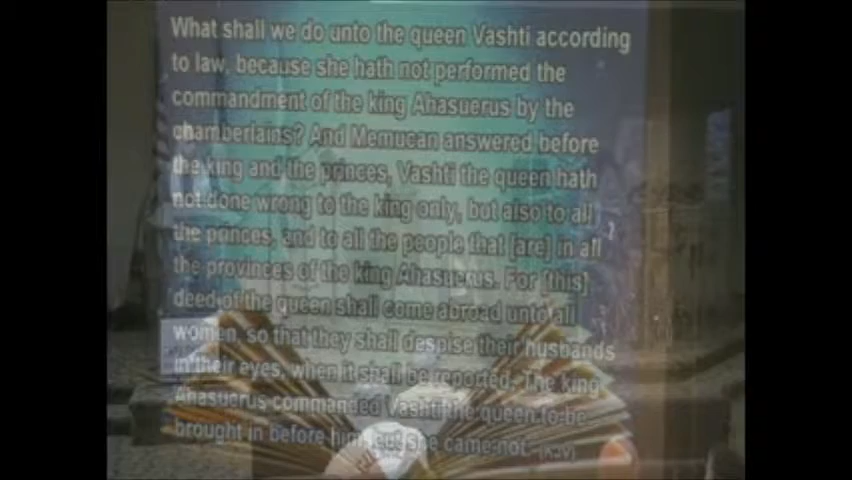 What shall we do unto the queen Vashti according
to law, because she hath not performed the
commandment of the king Ahasuerus by the
chamberlains? And Memucan answered before
the king and the princes, Vashti the queen hath
not done wrong to the king only, but also to all
the princes, and to all the people that [are] in all
the provinces of the king Ahasuerus. For [this]
deed of the queen shall come abroad unto all
women, so that they shall despise their husbands
in their eyes, when it shall be reported, The king
Ahasuerus commanded Vashti the queen to be
brought in before him, but she came not. (KJV)